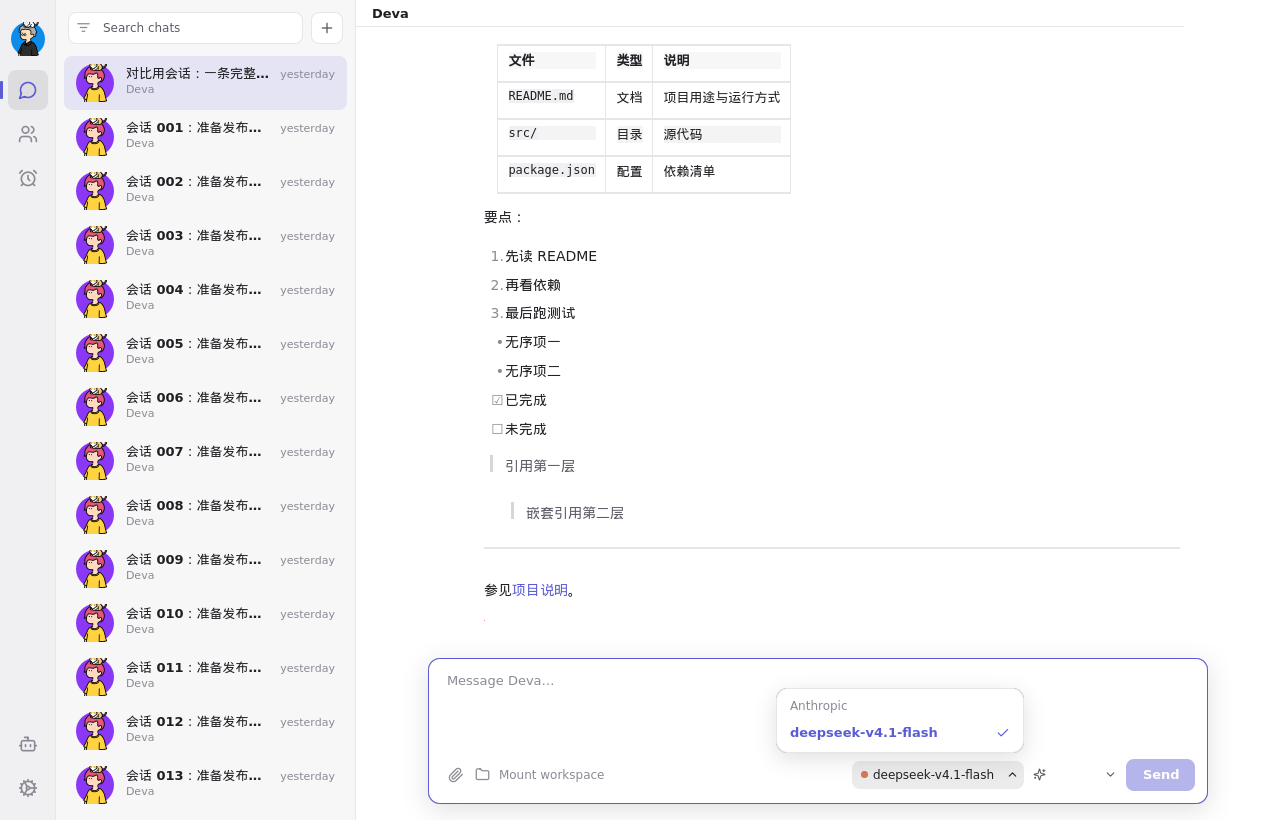 Search chats
对比用会话：一条完整...
yesterday
Deva
会话 001：准备发布...
yesterday
Deva
会话 002：准备发布...
yesterday
Deva
会话 003：准备发布...
yesterday
Deva
会话 004：准备发布...
yesterday
Deva
会话 005：准备发布...
yesterday
Deva
会话 006：准备发布...
yesterday
Deva
会话 007：准备发布...
yesterday
Deva
会话 008：准备发布...
yesterday
Deva
会话 009：准备发布...
yesterday
Deva
会话 010：准备发布...
yesterday
Deva
会话 011：准备发布...
yesterday
Deva
会话 012：准备发布...
yesterday
Deva
会话 013：准备发布...
yesterday
Deva
Deva
文件 类型 说明
README.md 文档 项目用途与运行方式
src/ 目录 源代码
package.json 配置 依赖清单
要点：
1. 先读 README
2. 再看依赖
3. 最后跑测试
• 无序项一
• 无序项二
☑ 已完成
☐ 未完成
引用第一层
嵌套引用第二层
参见项目说明。
Message Deva...
Anthropic
deepseek-v4.1-flash
Mount workspace
deepseek-v4.1-flash
Send